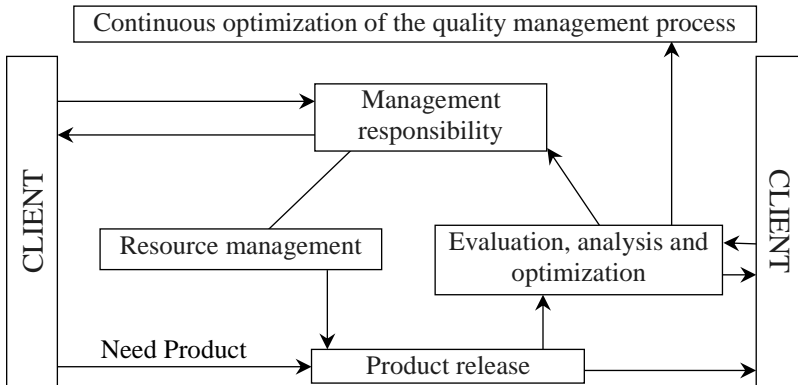 Continuous optimization of the quality management process
CLIENT
Management
responsibility
CLIENT
Resource management
Evaluation, analysis and
optimization
Need Product
Product release